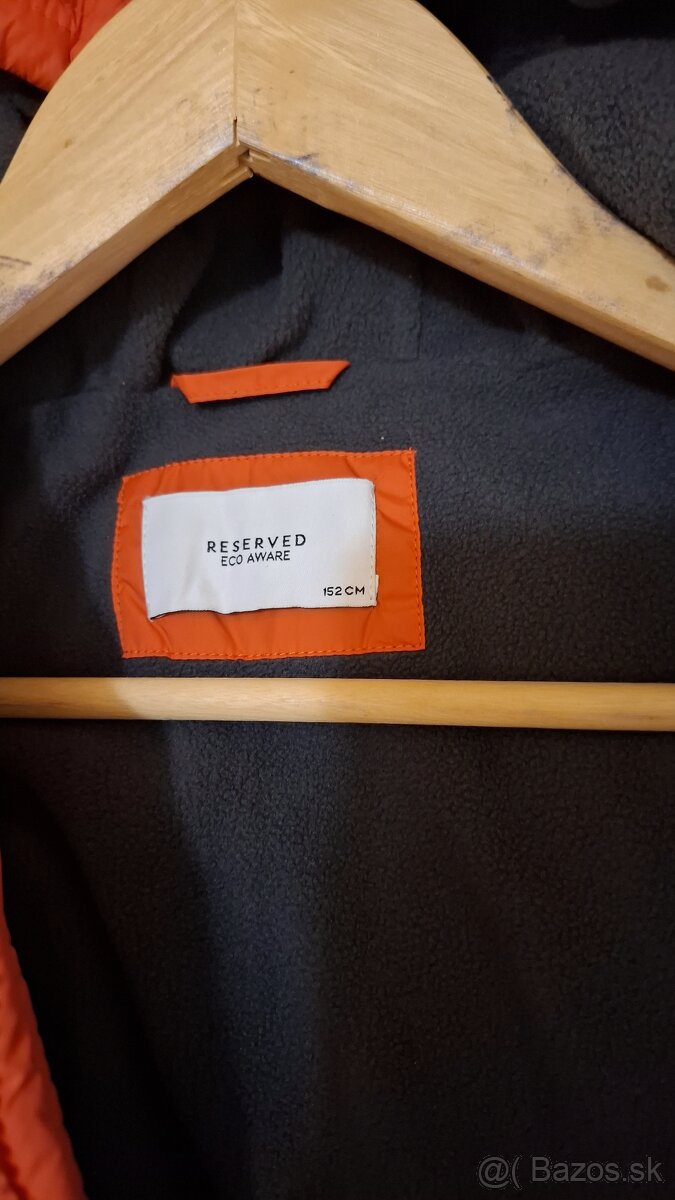 RESERVED
ECO AWARE
152 CM
@( Bazos.sk